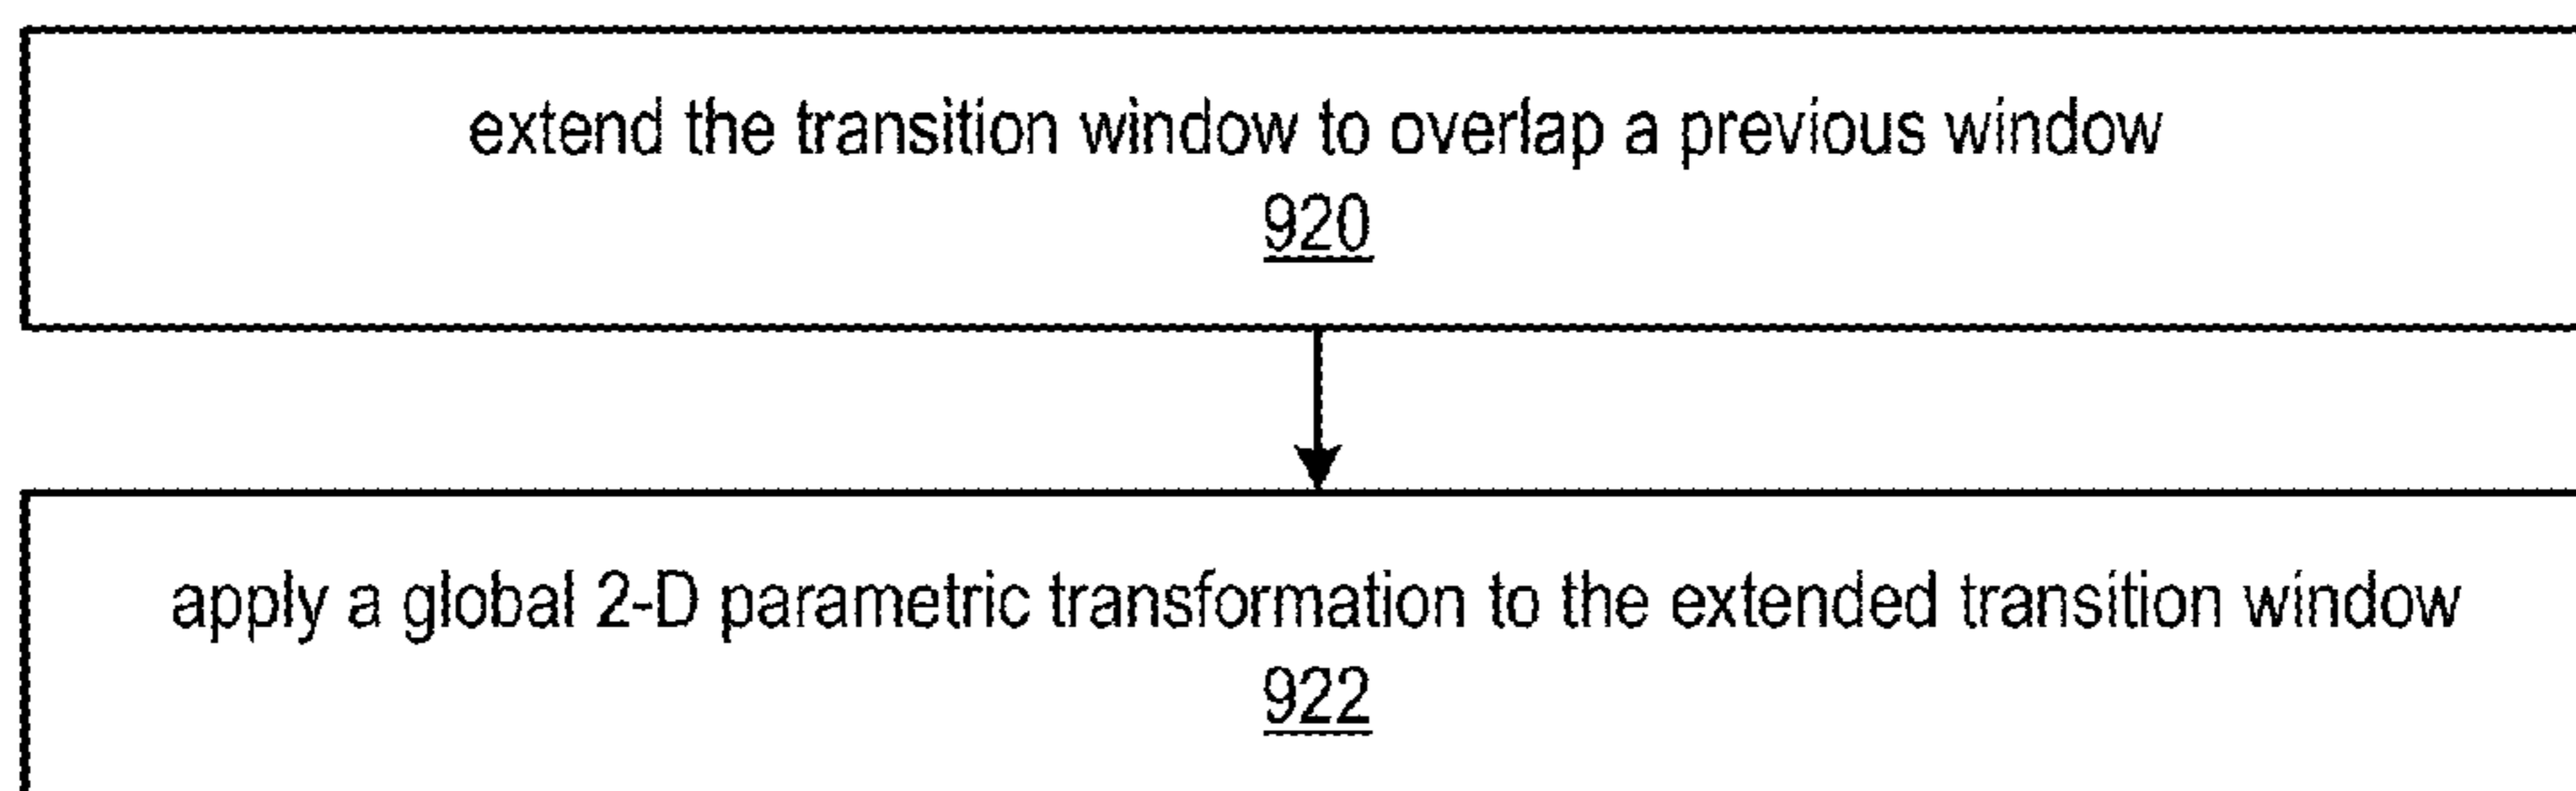 extend the transition window to overlap a previous window
920
apply a global 2-D parametric transformation to the extended transition window
922